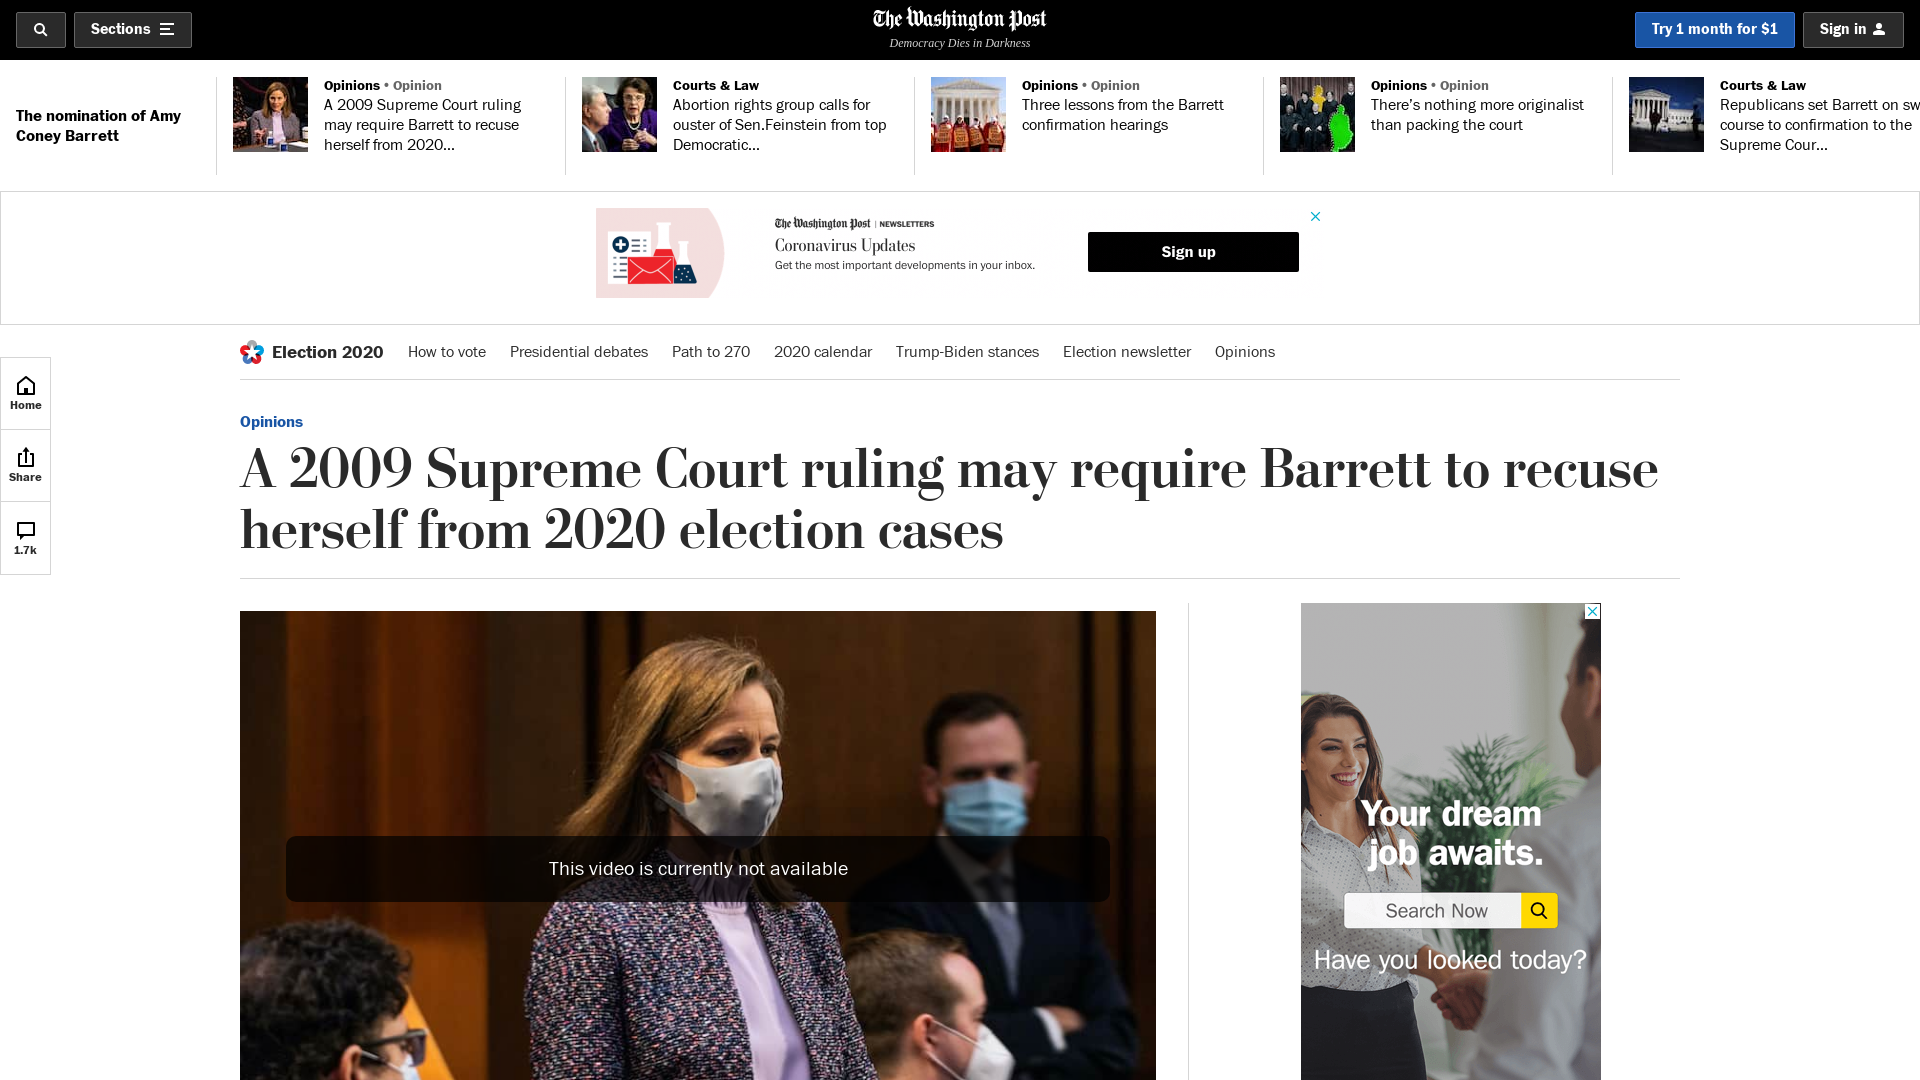 Sections
The Washington Post
Democracy Dies in Darkness
Try 1 month for $1
Sign in
The nomination of Amy
Coney Barrett
Opinions • Opinion
A 2009 Supreme Court ruling
may require Barrett to recuse
herself from 2020...
Courts & Law
Abortion rights group calls for
ouster of Sen.Feinstein from top
Democratic...
Opinions • Opinion
Three lessons from the Barrett
confirmation hearings
Opinions • Opinion
There’s nothing more originalist
than packing the court
Courts & Law
Republicans set Barrett on sw
course to confirmation to the
Supreme Cour...
The Washington Post | NEWSLETTERS
Coronavirus Updates
Get the most important developments in your inbox.
Sign up
Election 2020
How to vote
Presidential debates
Path to 270
2020 calendar
Trump-Biden stances
Election newsletter
Opinions
Home
Share
1.7k
Opinions
A 2009 Supreme Court ruling may require Barrett to recuse
herself from 2020 election cases
This video is currently not available
Your dream
job awaits.
Search Now
Have you looked today?